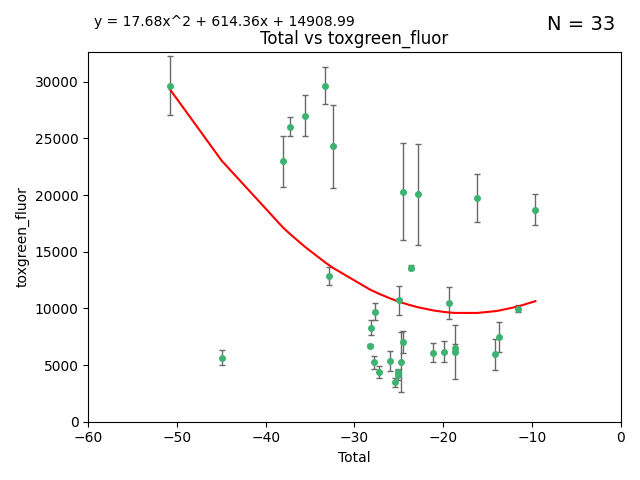 y = 17.68x^2 + 614.36x + 14908.99
N = 33
Total vs toxgreen_fluor
30000
25000
20000
15000
10000
5000
0
toxgreen_fluor
−60
−50
−40
−30
−20
−10
0
Total